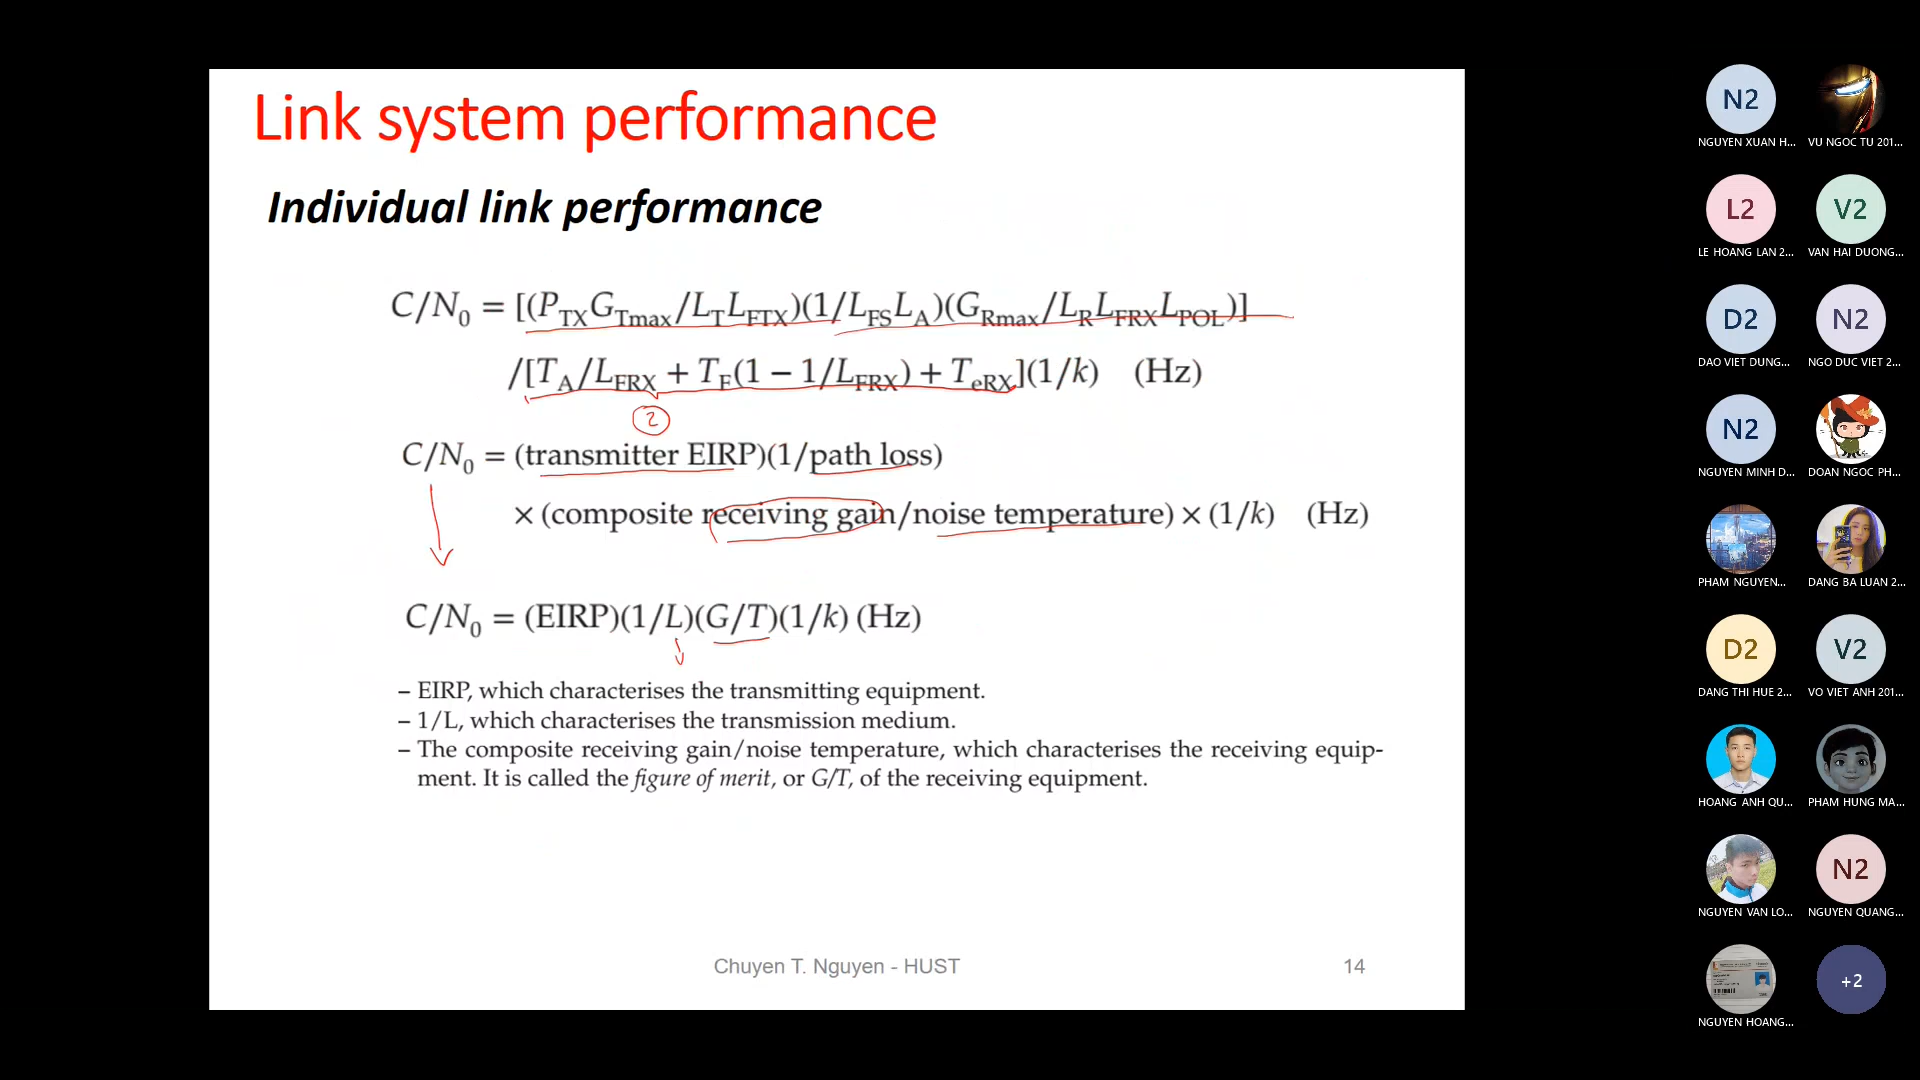 Link system performance
Individual link performance
C/N₀ = [(P_TX G_Tmax/L_T L_FTX)(1/L_FS L_A)(G_Rmax/L_R L_FRX L_POL)]
/[T_A/L_FRX + T_F(1 − 1/L_FRX) + T_eRX](1/k) (Hz)
2
C/N₀ = (transmitter EIRP)(1/path loss)
× (composite receiving gain/noise temperature) × (1/k) (Hz)
C/N₀ = (EIRP)(1/L)(G/T)(1/k) (Hz)
– EIRP, which characterises the transmitting equipment.
– 1/L, which characterises the transmission medium.
– The composite receiving gain/noise temperature, which characterises the receiving equip-
ment. It is called the figure of merit, or G/T, of the receiving equipment.
Chuyen T. Nguyen - HUST
14
N2
NGUYEN XUAN H...
VU NGOC TU 201...
L2
V2
LE HOANG LAN 2...
VAN HAI DUONG...
D2
N2
DAO VIET DUNG...
NGO DUC VIET 2...
N2
NGUYEN MINH D...
DOAN NGOC PH...
PHAM NGUYEN...
DANG BA LUAN 2...
D2
V2
DANG THI HUE 2...
VO VIET ANH 201...
HOANG ANH QU...
PHAM HUNG MA...
N2
NGUYEN VAN LO...
NGUYEN QUANG...
+2
NGUYEN HOANG...